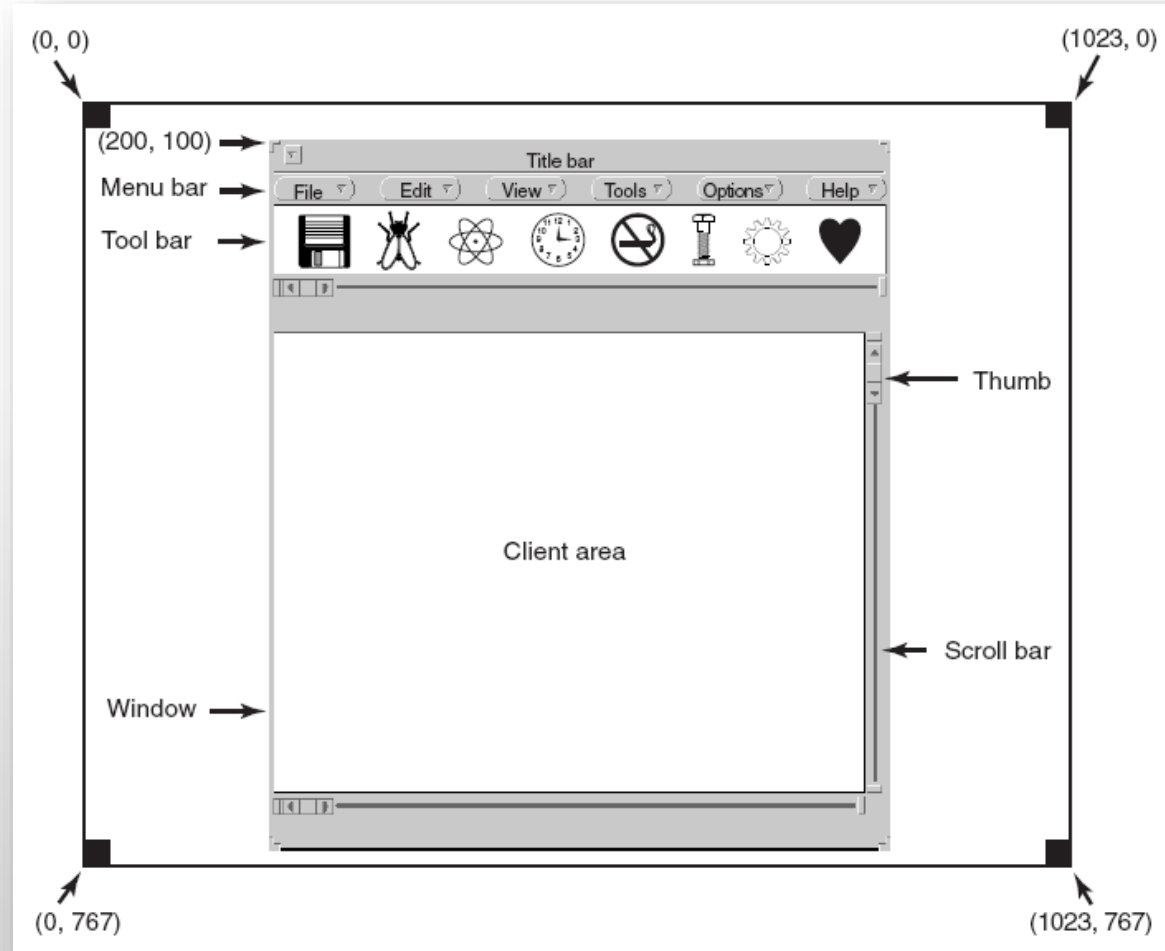 (0, 0)
(1023, 0)
(200, 100)
Title bar
Menu bar
File
Edit
View
Tools
Options
Help
Tool bar
Thumb
Client area
Scroll bar
Window
(0, 767)
(1023, 767)